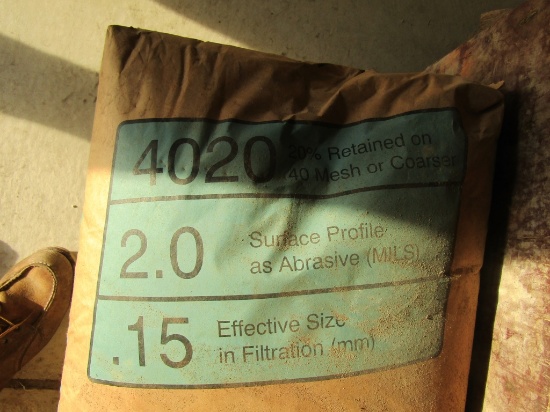 4020 20% Retained on
40 Mesh or Coarser
2.0 Surface Profile
as Abrasive (MILS)
.15 Effective Size
in Filtration (mm)